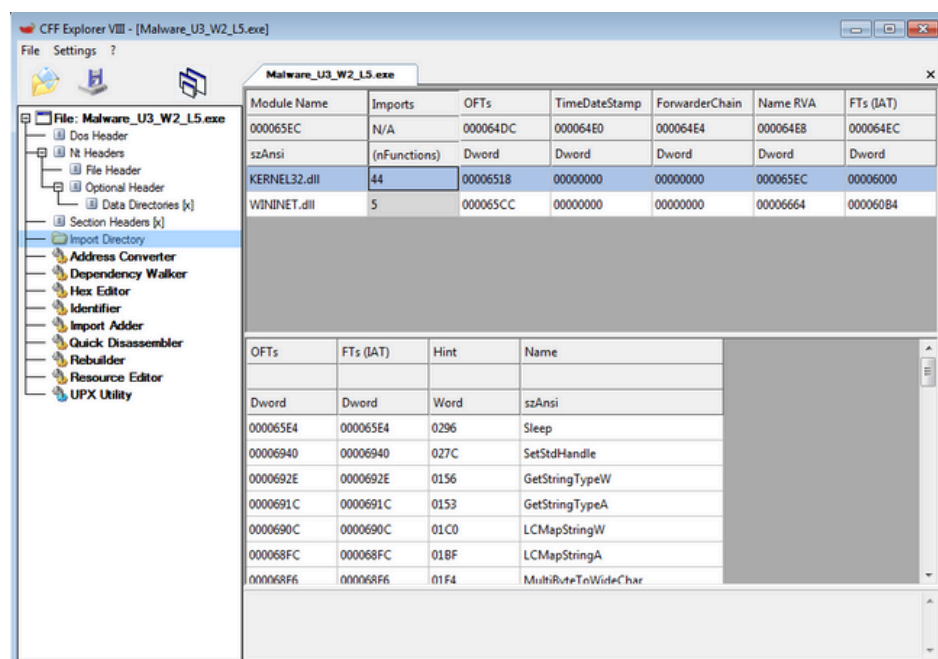 CFF Explorer VIII - [Malware_U3_W2_L5.exe]
File Settings ?
Malware_U3_W2_L5.exe
File: Malware_U3_W2_L5.exe
Dos Header
Nt Headers
File Header
Optional Header
Data Directories [x]
Section Headers [x]
Import Directory
Address Converter
Dependency Walker
Hex Editor
Identifier
Import Adder
Quick Disassembler
Rebuilder
Resource Editor
UPX Utility
Module Name Imports OFTs TimeDateStamp ForwarderChain Name RVA FTs (IAT)
000065EC N/A 000064DC 000064E0 000064E4 000064E8 000064EC
szAnsi (nFunctions) Dword Dword Dword Dword Dword
KERNEL32.dll 44 00006518 00000000 00000000 000065EC 00006000
WININET.dll 5 000065CC 00000000 00000000 00006664 000060B4
OFTs FTs (IAT) Hint Name
Dword Dword Word szAnsi
000065E4 000065E4 0296 Sleep
00006940 00006940 027C SetStdHandle
0000692E 0000692E 0156 GetStringTypeW
0000691C 0000691C 0153 GetStringTypeA
0000690C 0000690C 01C0 LCMapStringW
000068FC 000068FC 01BF LCMapStringA
000068F6 000068F6 01E4 MultiByteToWideChar